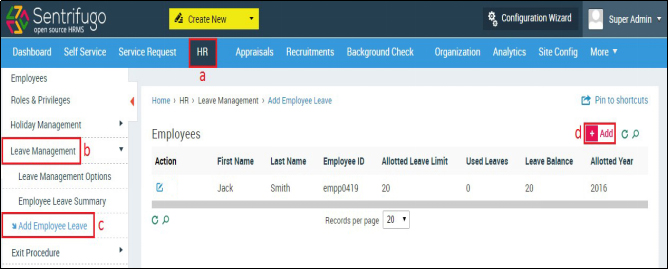 Sentrifugo
open source HRMS
Create New
Configuration Wizard
Super Admin
Dashboard Self Service Service Request HR Appraisals Recruitments Background Check Organization Analytics Site Config More
a
Employees
Roles & Privileges
Holiday Management
Leave Management b
Leave Management Options
Employee Leave Summary
Add Employee Leave c
Exit Procedure
Home › HR › Leave Management › Add Employee Leave
Pin to shortcuts
Employees
d + Add
Action First Name Last Name Employee ID Allotted Leave Limit Used Leaves Leave Balance Allotted Year
Jack Smith empp0419 20 0 20 2016
Records per page 20